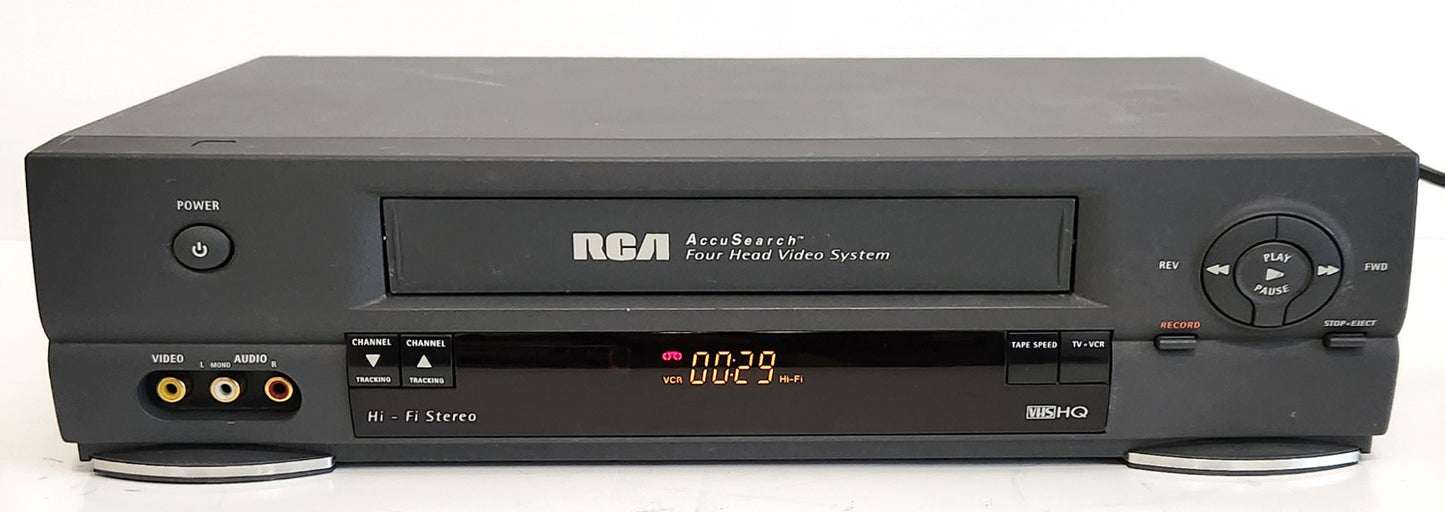 POWER
RCA AccuSearch™
Four Head Video System
REV
PLAY
PAUSE
FWD
RECORD
STOP-EJECT
VIDEO
L MONO AUDIO R
CHANNEL
TRACKING
CHANNEL
TRACKING
VCR 00:29 Hi-Fi
TAPE SPEED
TV-VCR
Hi - Fi Stereo
VHS HQ